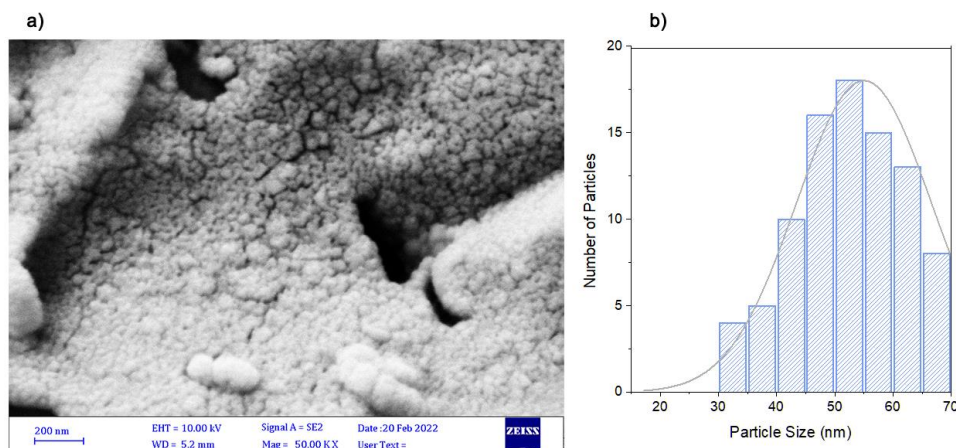 a)
b)
200 nm
EHT = 10.00 kV
WD = 5.2 mm
Signal A = SE2
Mag = 50.00 K X
Date :20 Feb 2022
User Text =
ZEISS
Number of Particles
20
15
10
5
0
20 30 40 50 60 70
Particle Size (nm)